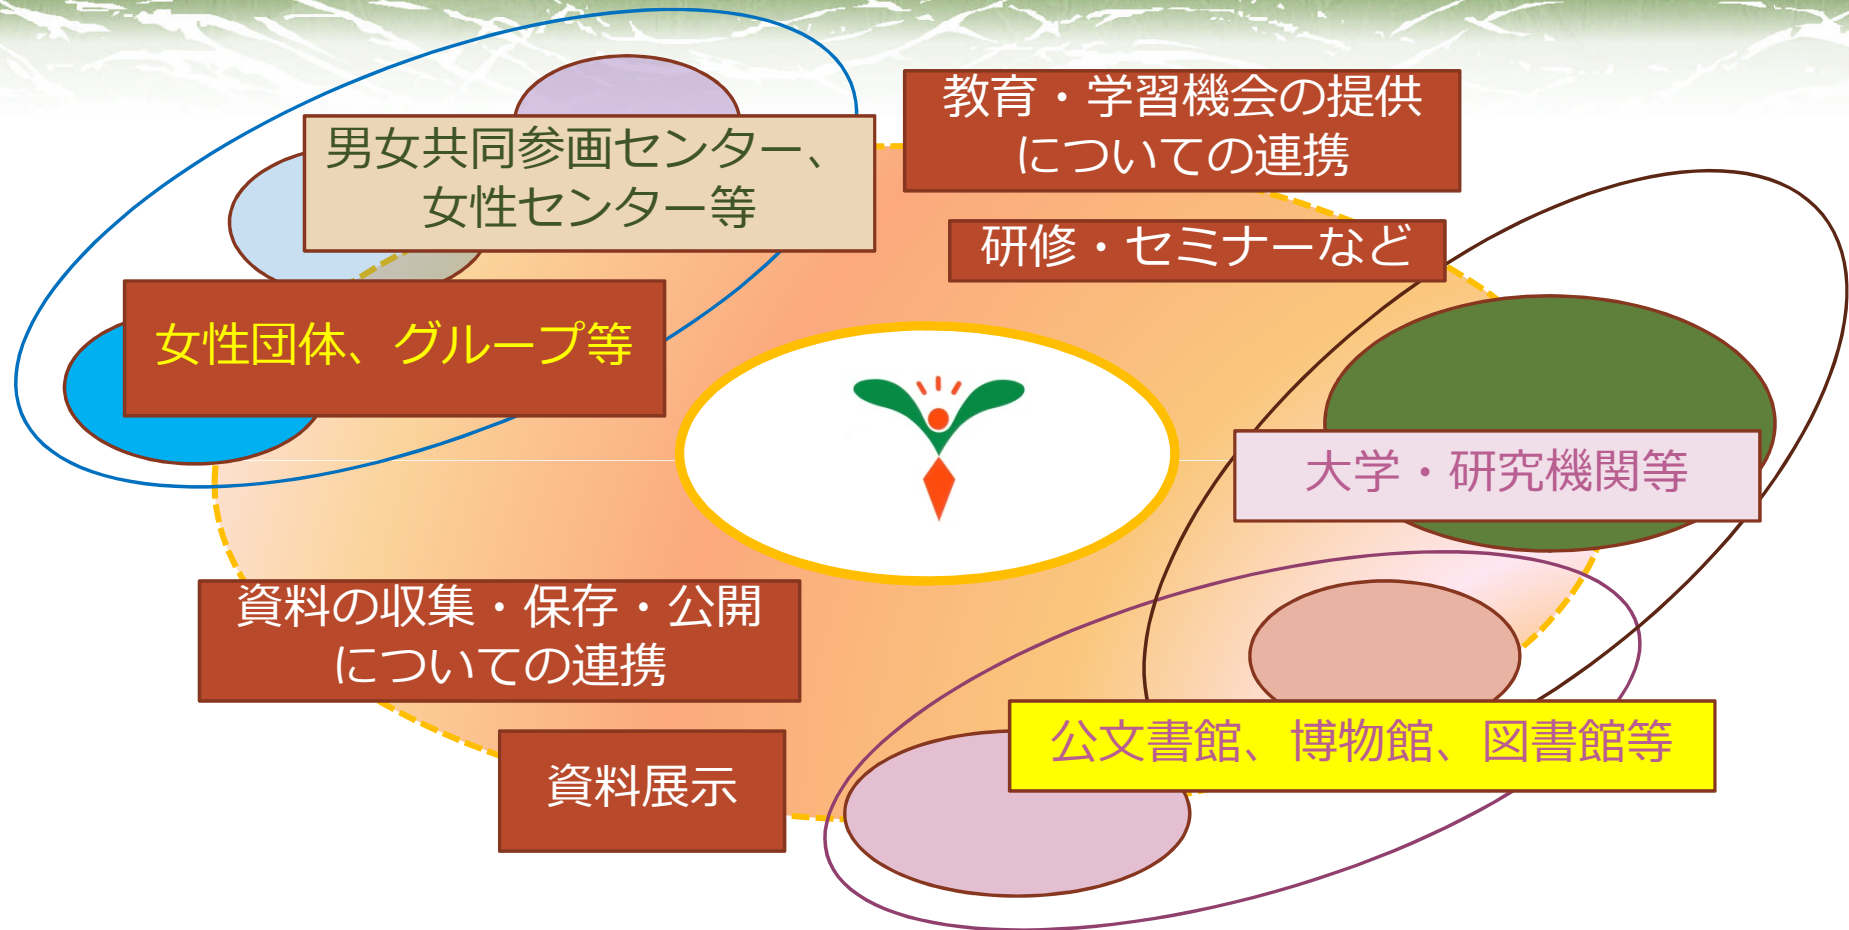 男女共同参画センター、
女性センター等
教育・学習機会の提供
についての連携
研修・セミナーなど
女性団体、グループ等
大学・研究機関等
資料の収集・保存・公開
についての連携
公文書館、博物館、図書館等
資料展示